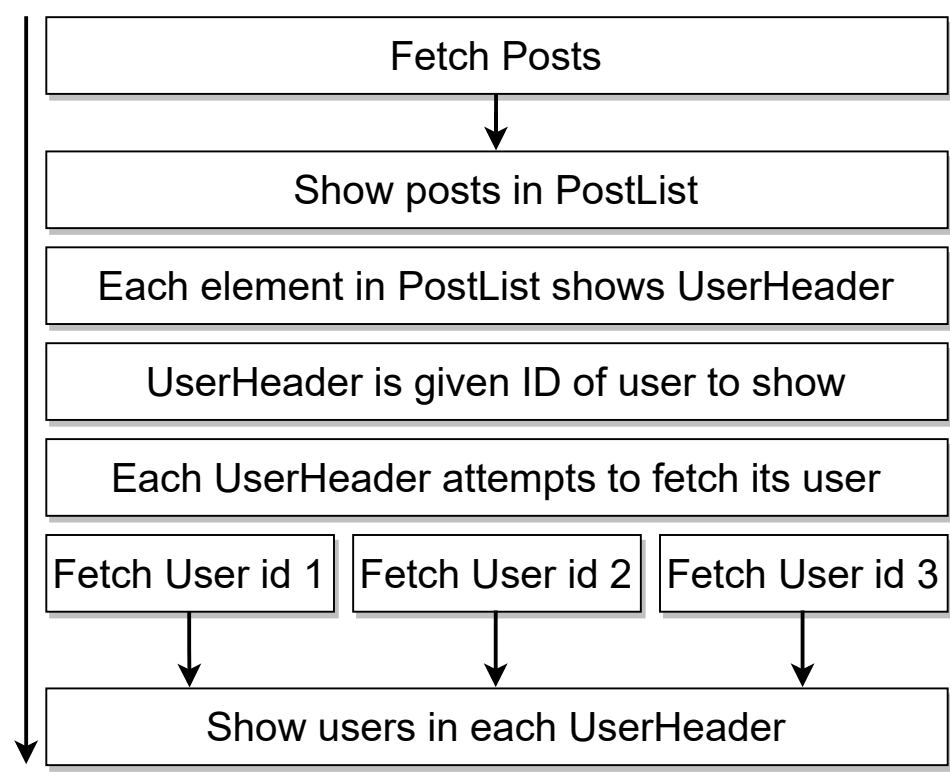 Fetch Posts
Show posts in PostList
Each element in PostList shows UserHeader
UserHeader is given ID of user to show
Each UserHeader attempts to fetch its user
Fetch User id 1
Fetch User id 2
Fetch User id 3
Show users in each UserHeader